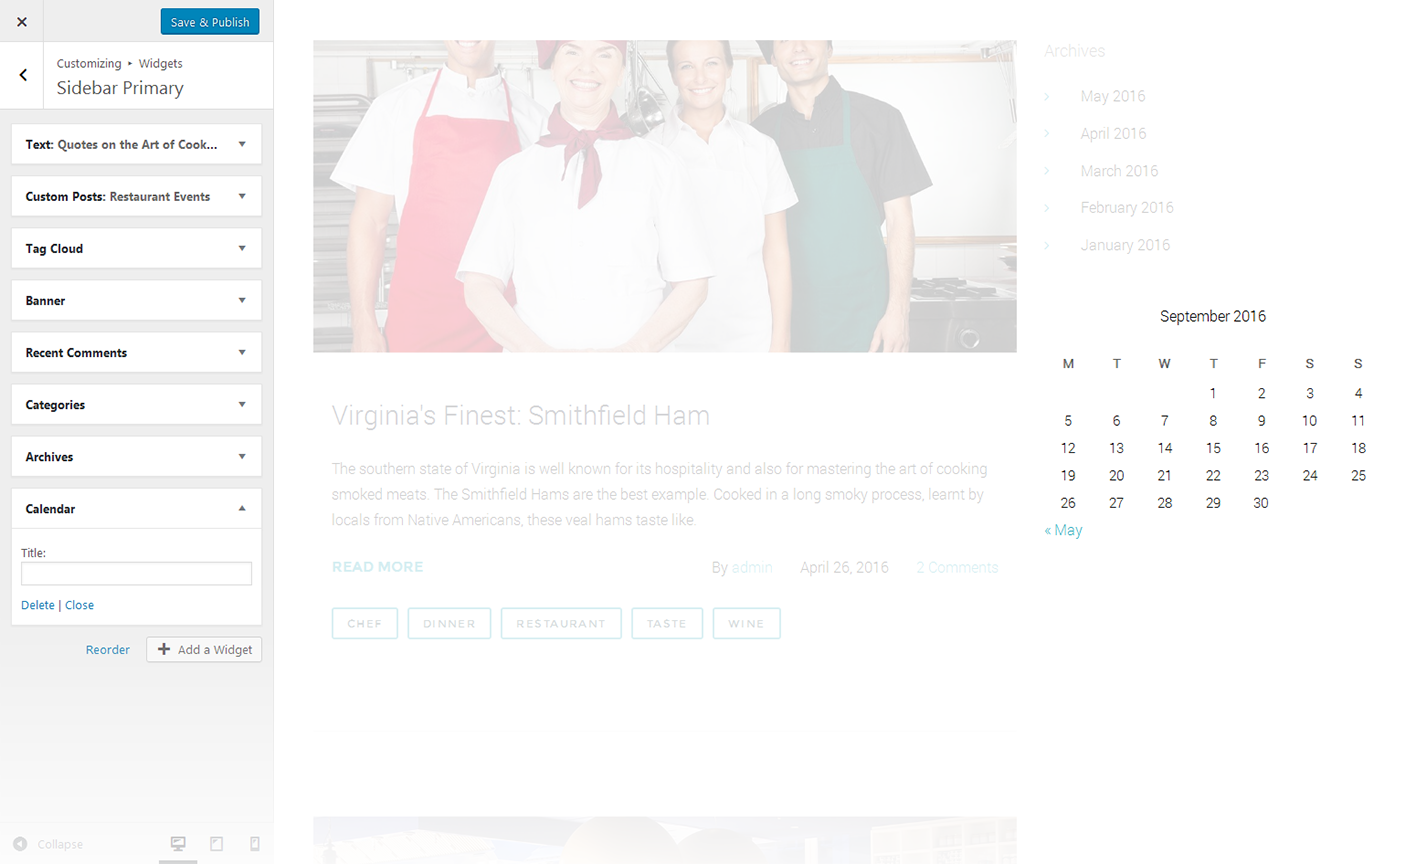 Save & Publish
Customizing ▸ Widgets
Sidebar Primary
Text: Quotes on the Art of Cook...
Custom Posts: Restaurant Events
Tag Cloud
Banner
Recent Comments
Categories
Archives
Calendar
Title:
Delete | Close
Reorder
Add a Widget
Collapse
Virginia's Finest: Smithfield Ham
The southern state of Virginia is well known for its hospitality and also for mastering the art of cooking
smoked meats. The Smithfield Hams are the best example. Cooked in a long smoky process, learnt by
locals from Native Americans, these veal hams taste like.
READ MORE By admin April 26, 2016 2 Comments
CHEF DINNER RESTAURANT TASTE WINE
Archives
May 2016
April 2016
March 2016
February 2016
January 2016
September 2016
M T W T F S S
1 2 3 4
5 6 7 8 9 10 11
12 13 14 15 16 17 18
19 20 21 22 23 24 25
26 27 28 29 30
« May